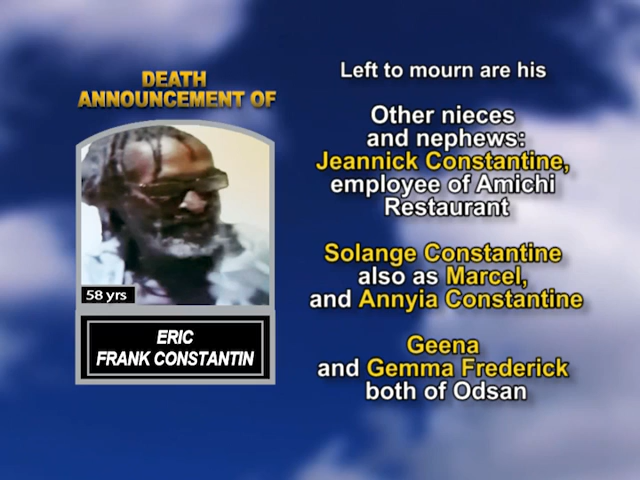 DEATH
ANNOUNCEMENT OF
58 yrs
ERIC
FRANK CONSTANTIN
Left to mourn are his
Other nieces
and nephews:
Jeannick Constantine,
employee of Amichi
Restaurant
Solange Constantine
also as Marcel,
and Annyia Constantine
Geena
and Gemma Frederick
both of Odsan